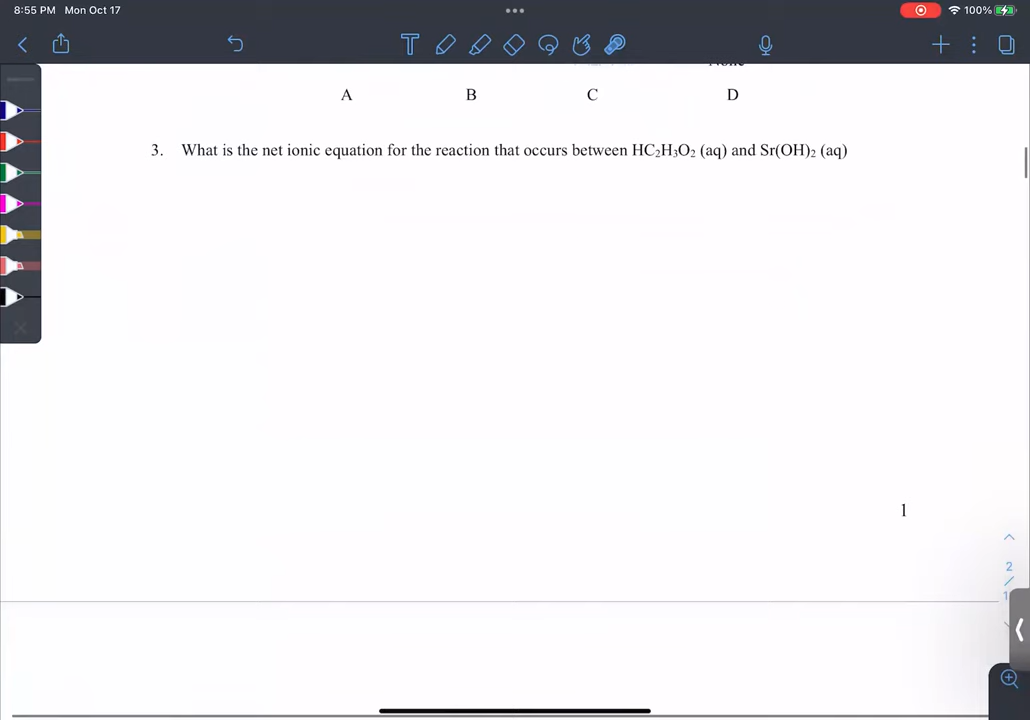 8:55 PM Mon Oct 17
100%
None
A B C D
3. What is the net ionic equation for the reaction that occurs between HC₂H₃O₂ (aq) and Sr(OH)₂ (aq)
1
2
/
1